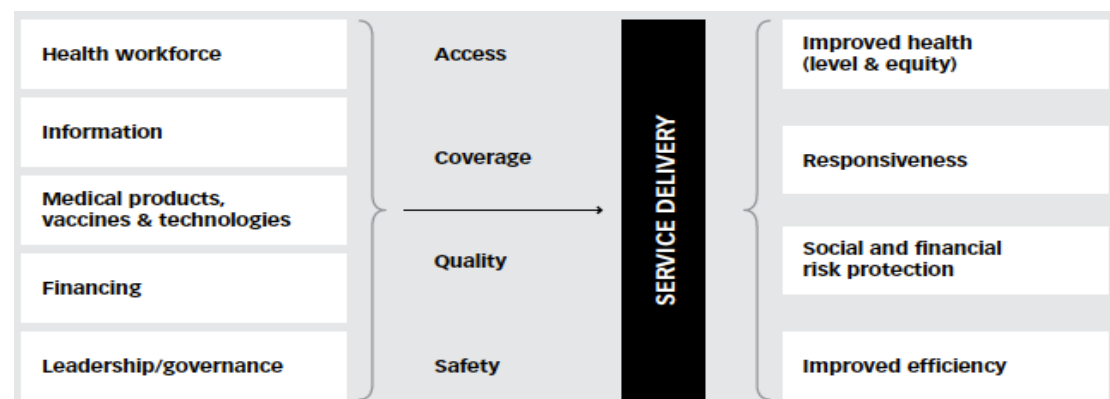 Health workforce
Information
Medical products,
vaccines & technologies
Financing
Leadership/governance
Access
Coverage
Quality
Safety
SERVICE DELIVERY
Improved health
(level & equity)
Responsiveness
Social and financial
risk protection
Improved efficiency